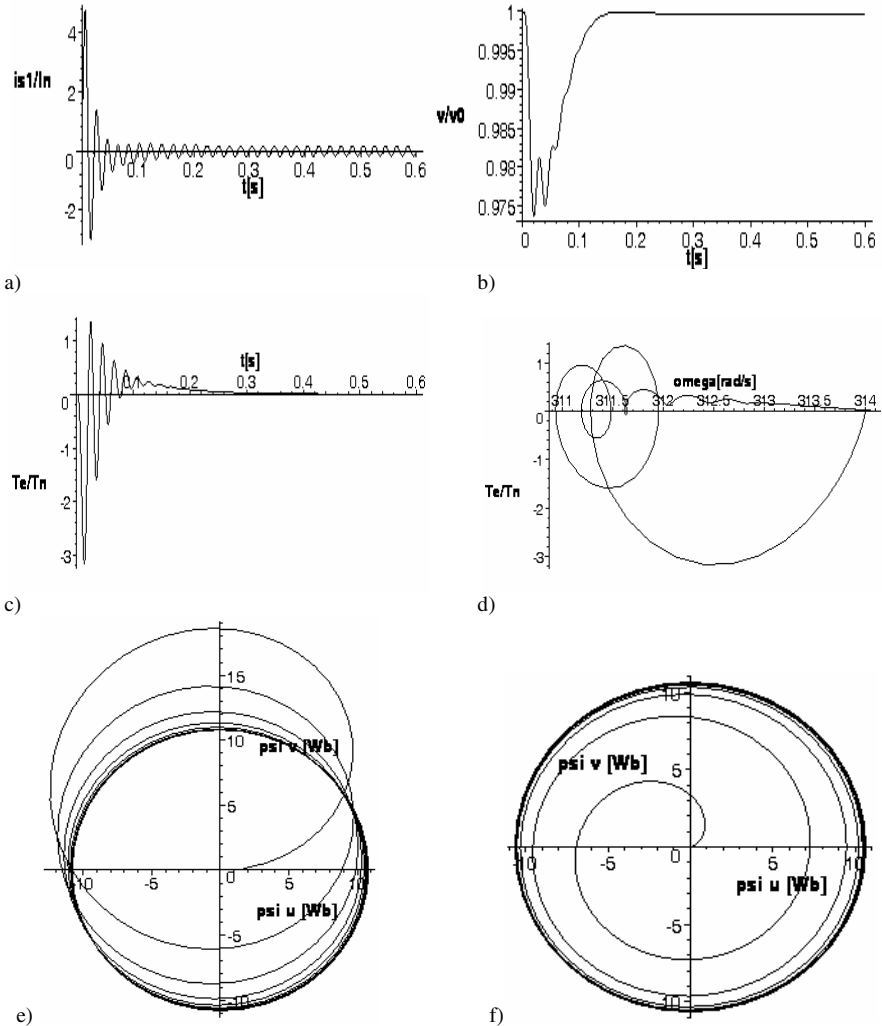 4
is1/In
2
0
0.1 0.2 0.3 0.4 0.5 0.6
t[s]
-2
a)
1
0.995
0.99
v/v0
0.985
0.98
0.975
0 0.1 0.2 0.3 0.4 0.5 0.6
t[s]
b)
1
t[s]
0 0.1 0.2 0.3 0.4 0.5 0.6
-1
Te/Tn
-2
-3
c)
1
omega[rad/s]
311 311.5 312 312.5 313 313.5 314
0
-1
Te/Tn
-2
-3
d)
15
10
psi v [Wb]
5
-10 -5 0 5 10
psi u [Wb]
-5
-10
e)
10
psi v [Wb]
5
-10 -5 0 5 10
psi u [Wb]
-5
-10
f)